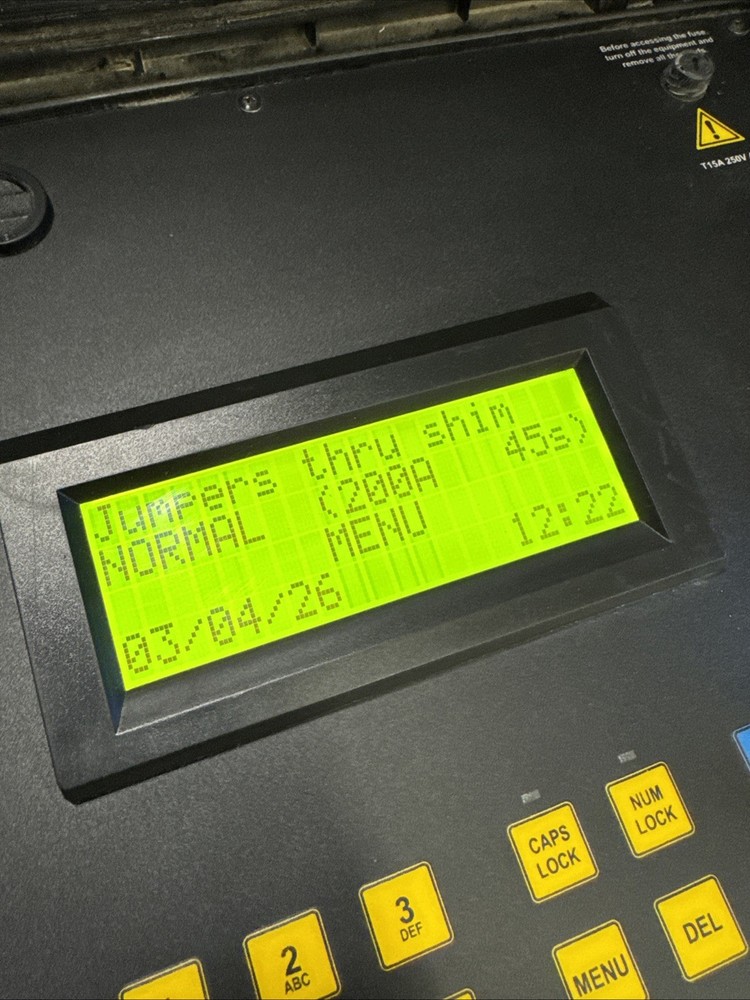 Before accessing the fuse,
turn off the equipment and
remove all the
T15A 250V
Jumpers thru shim
NORMAL (200A 45s)
MENU
03/04/26 12:22
CAPS
LOCK
NUM
LOCK
3
DEF
2
ABC
MENU
DEL